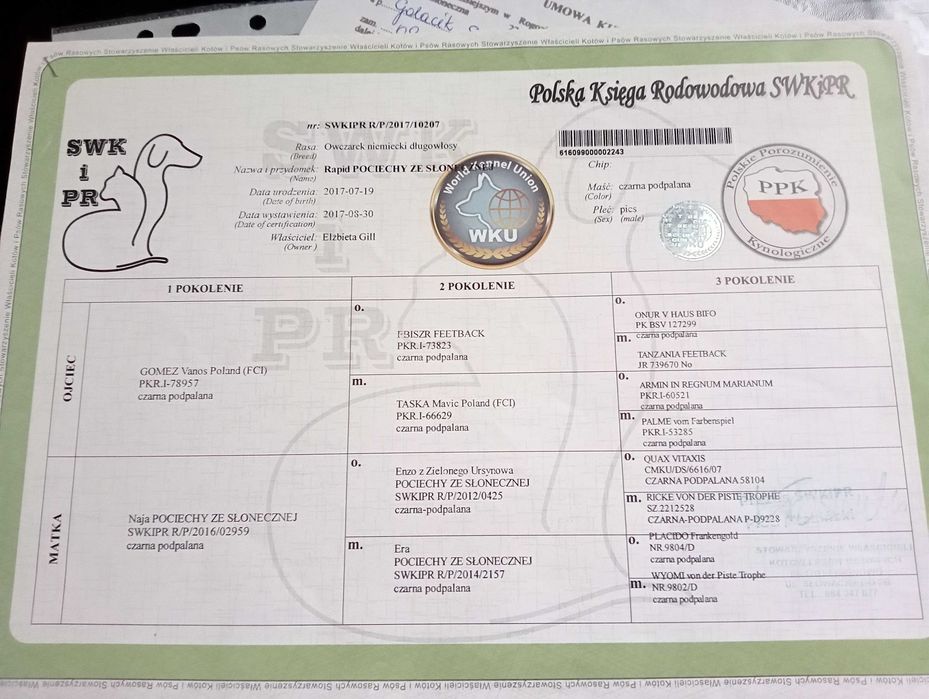 UMOWA
Gołacik
Polska Księga Rodowodowa SWKiPR
SWK
i
PR
nr: SWKIPR R/P/2017/10207
Rasa: Owczarek niemiecki długowłosy
(Breed)
Nazwa i przydomek: Rapid POCIECHY ZE
(Name)
Data urodzenia: 2017-07-19
(Date of birth)
Data wystawienia: 2017-08-30
(Date of certification)
Właściciel: Elżbieta Gill
(Owner)
World Kennel Union
WKU
616099000002243
Chip:
Maść: czarna podpalana
(Color)
Płeć: pies
(Sex) (male)
Polskie Porozumienie
PPK
Kynologiczne
1 POKOLENIE
2 POKOLENIE
3 POKOLENIE
OJCIEC
GOMEZ Vanos Poland (FCI)
PKR.I-78957
czarna podpalana
o.
FEETBACK
PKR.I-73823
czarna podpalana
m.
TASKA Mavic Poland (FCI)
PKR.I-66629
czarna podpalana
o.
ONUR V HAUS BIFO
PK BSV 127299
czarna podpalana
m.
TANZANIA FEETBACK
JR 739670 No
o.
ARMIN IN REGNUM MARIANUM
PKR.I-60521
czarna podpalana
m.
PALME vom Farbenspiel
PKR.I-53285
czarna podpalana
MATKA
Naja POCIECHY ZE SŁONECZNEJ
SWKIPR R/P/2016/02959
czarna podpalana
o.
Enzo z Zielonego Ursynowa
POCIECHY ZE SŁONECZNEJ
SWKIPR R/P/2012/0425
czarna-podpalana
m.
Era
POCIECHY ZE SŁONECZNEJ
SWKIPR R/P/2014/2157
czarna podpalana
o.
QUAX VITAXIS
CMKU/DS/6616/07
CZARNA PODPALANA 58104
m.
RICKE VON DER PISTE TROPHE
SZ.2212528
CZARNA-PODPALANA P-D9228
o.
PLACIDO Frankengold
NR.9804/D
czarna podpalana
m.
WYOMI von der Piste Trophe
NR.9802/D
czarna podpalana
Stowarzyszenie Właścicieli Kotów i Psów Rasowych